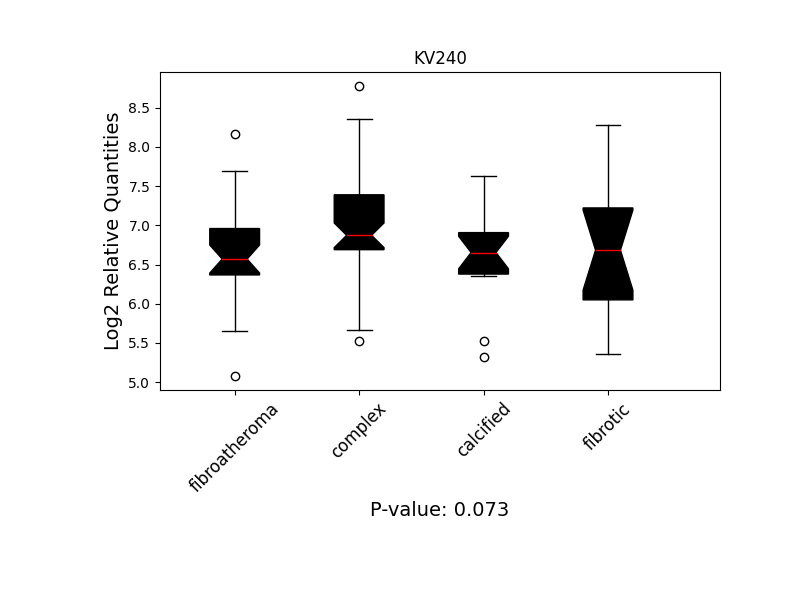 KV240
Log2 Relative Quantities
8.5
8.0
7.5
7.0
6.5
6.0
5.5
5.0
fibroatheroma
complex
calcified
fibrotic
P-value: 0.073